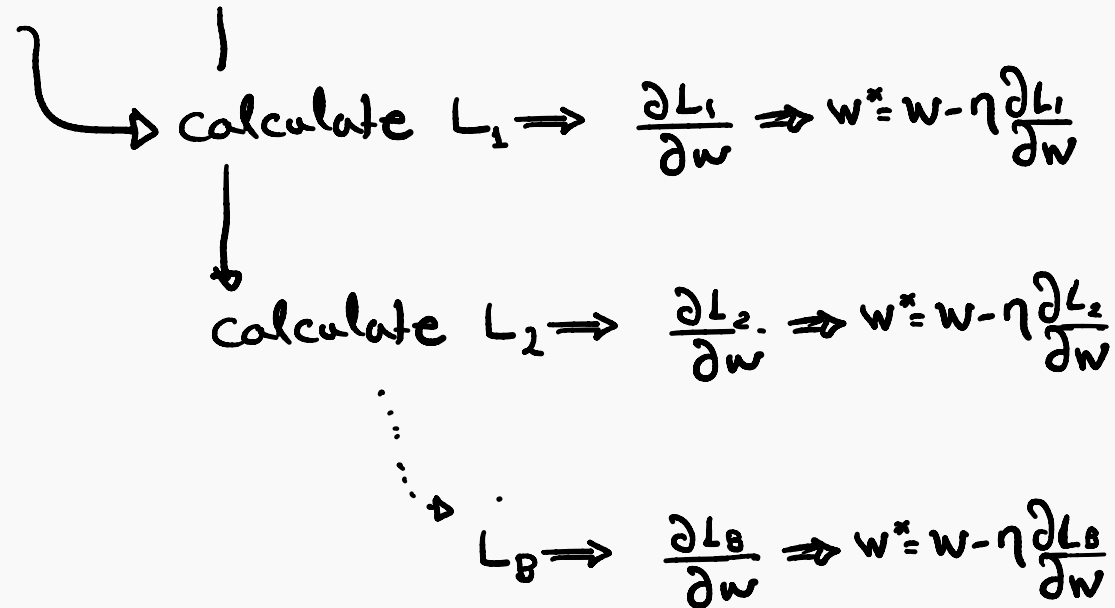 calculate L₁ ⇒ ∂L₁/∂w ⇒ w* = w - η ∂L₁/∂w
calculate L₂ ⇒ ∂L₂/∂w ⇒ w* = w - η ∂L₂/∂w
L_B ⇒ ∂L_B/∂w ⇒ w* = w - η ∂L_B/∂w